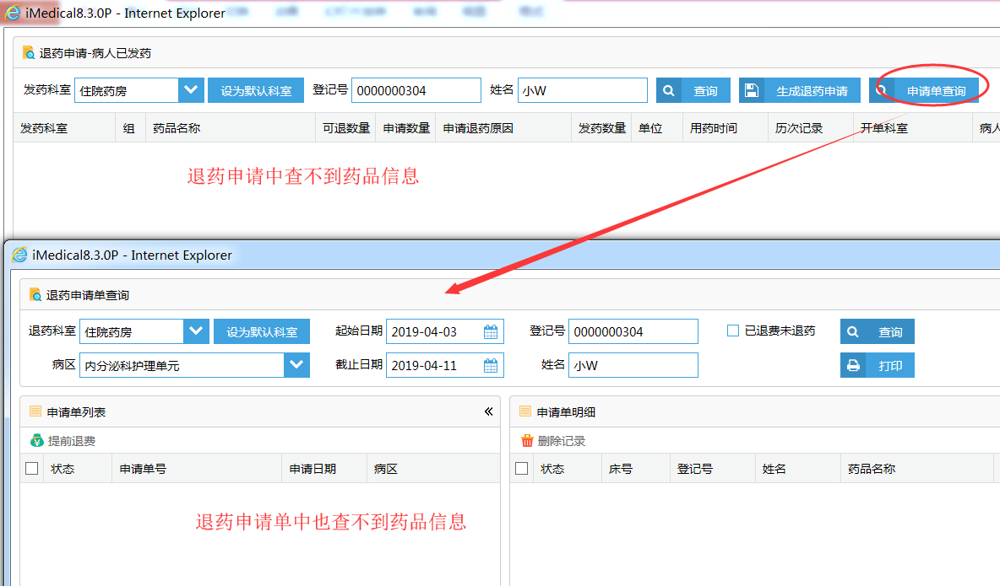 iMedical8.3.0P - Internet Explorer
退药申请-病人已发药
发药科室 住院药房 设为默认科室 登记号 0000000304 姓名 小W 查询 生成退药申请 申请单查询
发药科室 组 药品名称 可退数量 申请数量 申请退药原因 发药数量 单位 用药时间 历次记录 开单科室 病人
退药申请中查不到药品信息
iMedical8.3.0P - Internet Explorer
退药申请单查询
退药科室 住院药房 设为默认科室 起始日期 2019-04-03 登记号 0000000304 已退费未退药 查询
病区 内分泌科护理单元 截止日期 2019-04-11 姓名 小W 打印
申请单列表 申请单明细
提前退费 删除记录
状态 申请单号 申请日期 病区 状态 床号 登记号 姓名 药品名称
退药申请单中也查不到药品信息